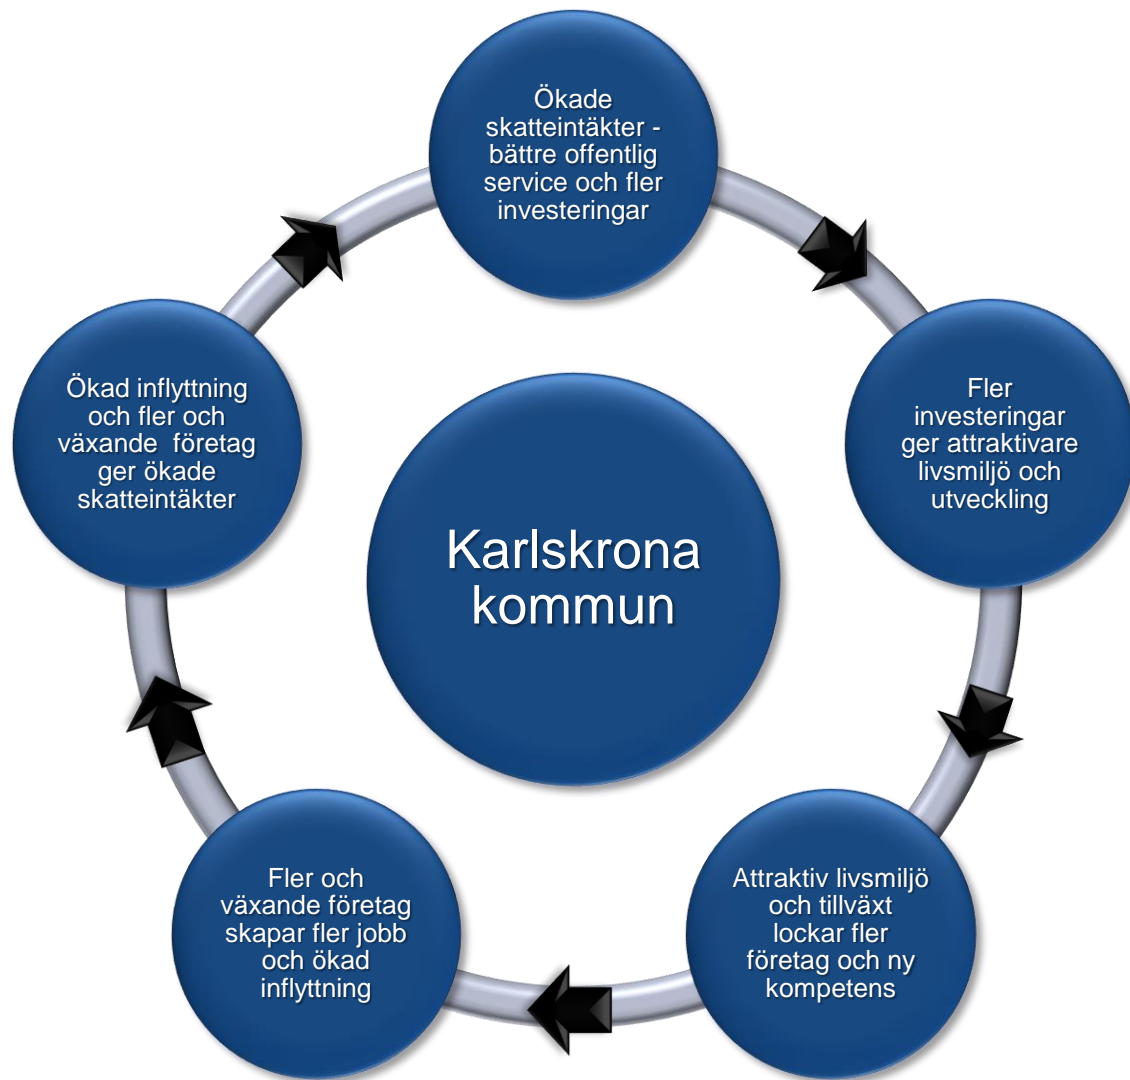 Ökade
skatteintäkter -
bättre offentlig
service och fler
investeringar
Fler
investeringar
ger attraktivare
livsmiljö och
utveckling
Attraktiv livsmiljö
och tillväxt
lockar fler
företag och ny
kompetens
Fler och
växande företag
skapar fler jobb
och ökad
inflyttning
Ökad inflyttning
och fler och
växande  företag
ger ökade
skatteintäkter
Karlskrona
kommun